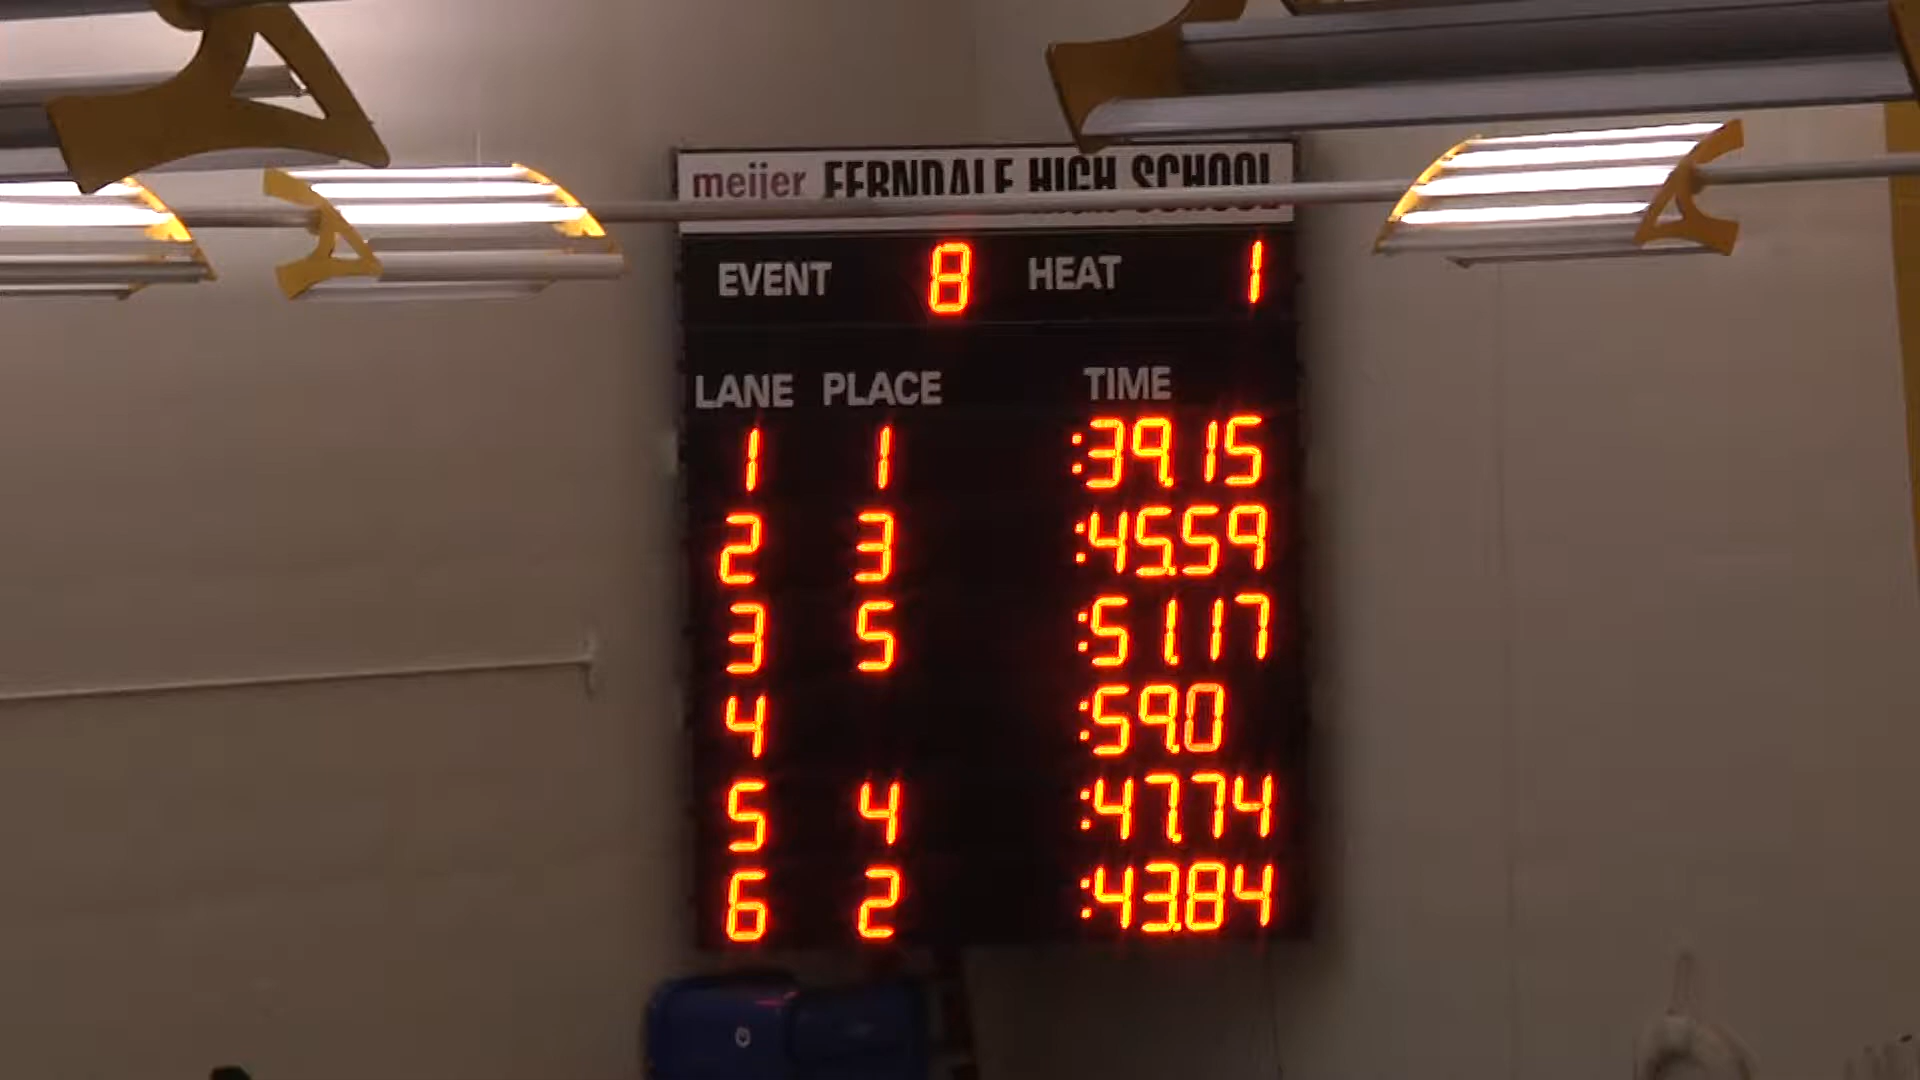 meijer FERNDALE HIGH SCHOOL
EVENT 8 HEAT 1
LANE PLACE TIME
1 1 :39.15
2 3 :45.59
3 5 :51.17
4 :59.0
5 4 :47.74
6 2 :43.84